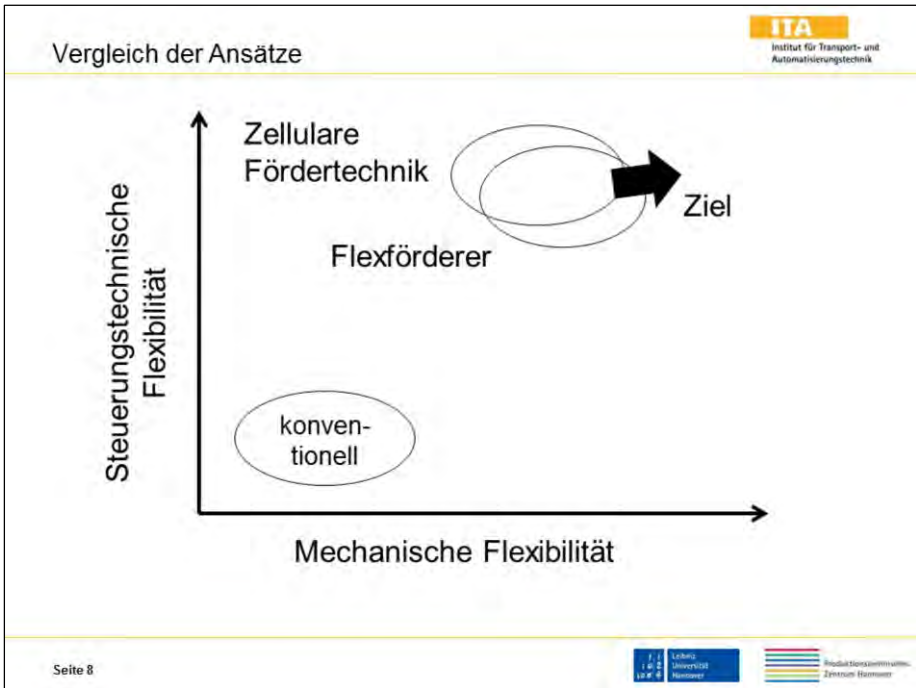 Vergleich der Ansätze
ITA
Institut für Transport- und
Automatisierungstechnik
Zellulare
Fördertechnik
Ziel
Flexförderer
Steuerungstechnische
Flexibilität
konven-
tionell
Mechanische Flexibilität
Seite 8
Leibniz
Universität
Hannover
Produktionstechnisches
Zentrum Hannover